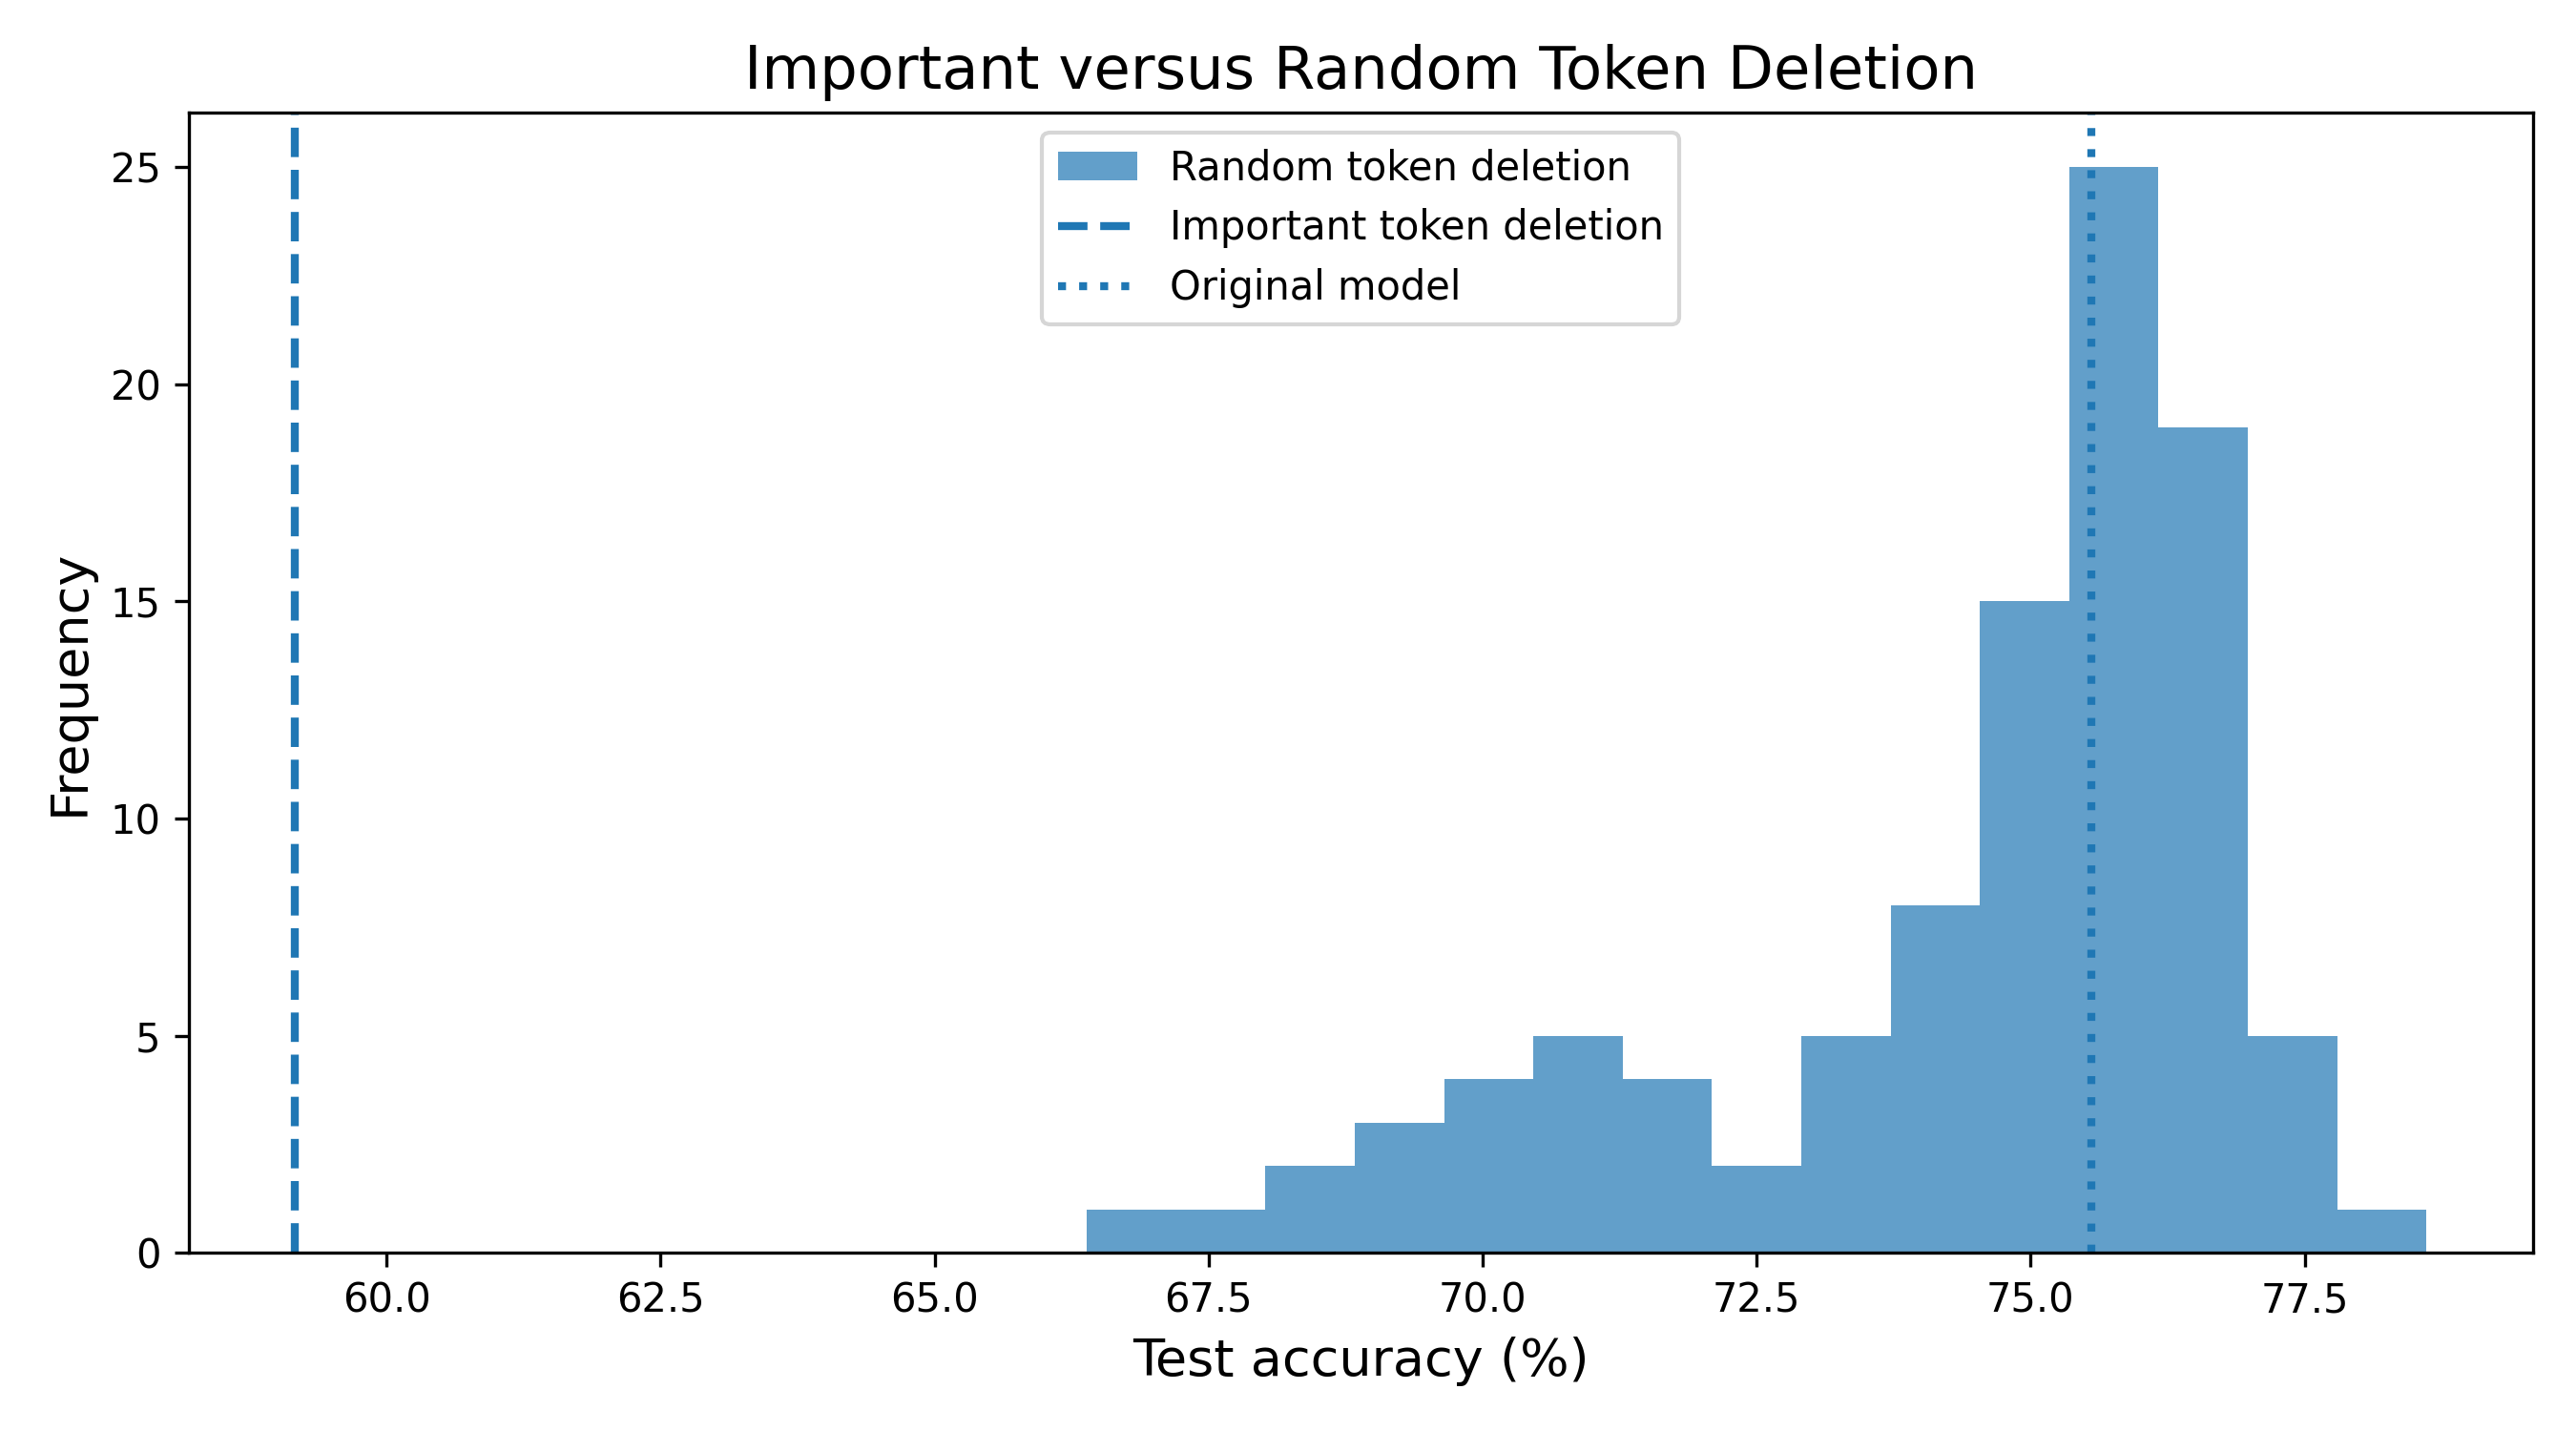 Important versus Random Token Deletion
Random token deletion
Important token deletion
Original model
Frequency
25
20
15
10
5
0
60.0 62.5 65.0 67.5 70.0 72.5 75.0 77.5
Test accuracy (%)